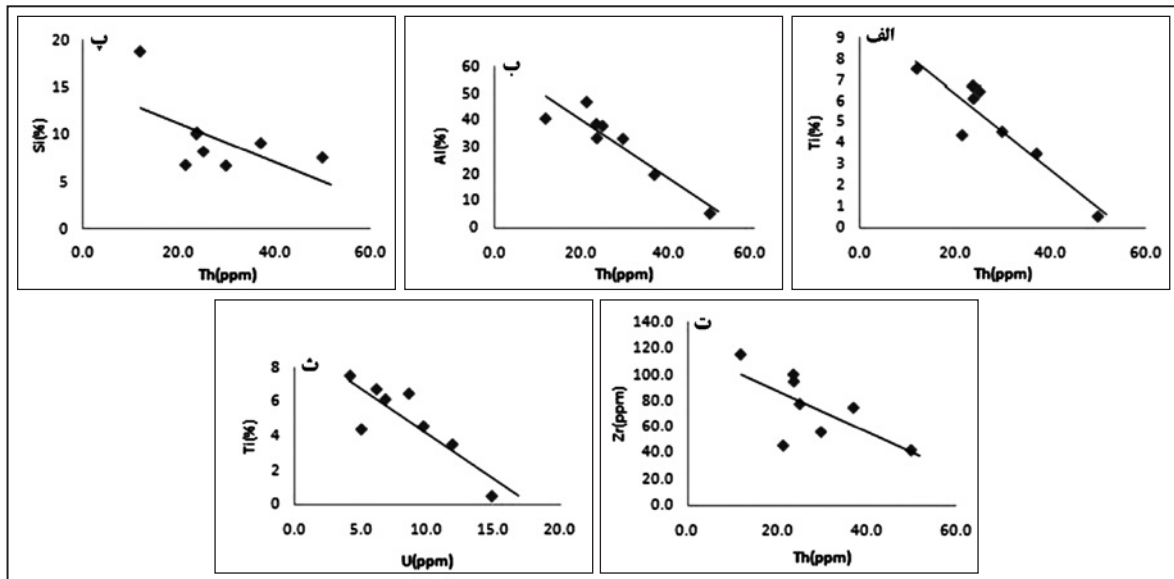 پ
Si(%)
20
15
10
5
0
0.0 20.0 40.0 60.0
Th(ppm)
ب
Al(%)
60
50
40
30
20
10
0
0.0 20.0 40.0 60.0
Th(ppm)
الف
Ti(%)
9
8
7
6
5
4
3
2
1
0
0.0 20.0 40.0 60.0
Th(ppm)
ث
Ti(%)
8
6
4
2
0
0.0 5.0 10.0 15.0 20.0
U(ppm)
ت
Zr(ppm)
140.0
120.0
100.0
80.0
60.0
40.0
20.0
0.0
0.0 20.0 40.0 60.0
Th(ppm)